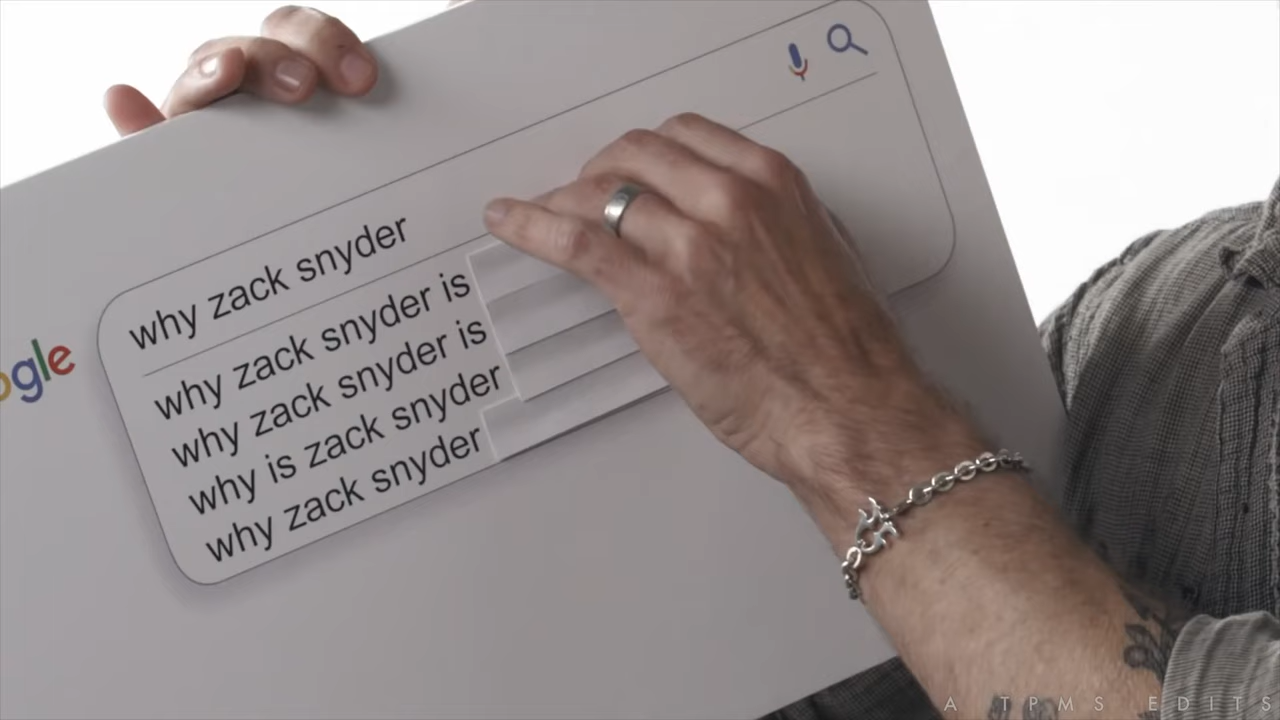 why zack snyder
ogle
why zack snyder is
why zack snyder is
why is zack snyder
why zack snyder
A TPMS EDITS